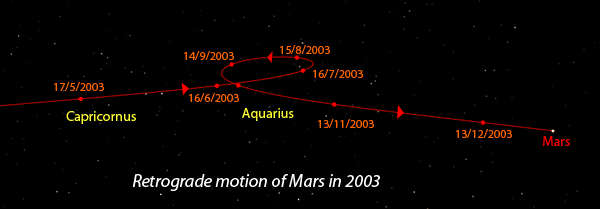 14/9/2003
15/8/2003
16/7/2003
17/5/2003
16/6/2003
Capricornus
Aquarius
13/11/2003
13/12/2003
Mars
Retrograde motion of Mars in 2003